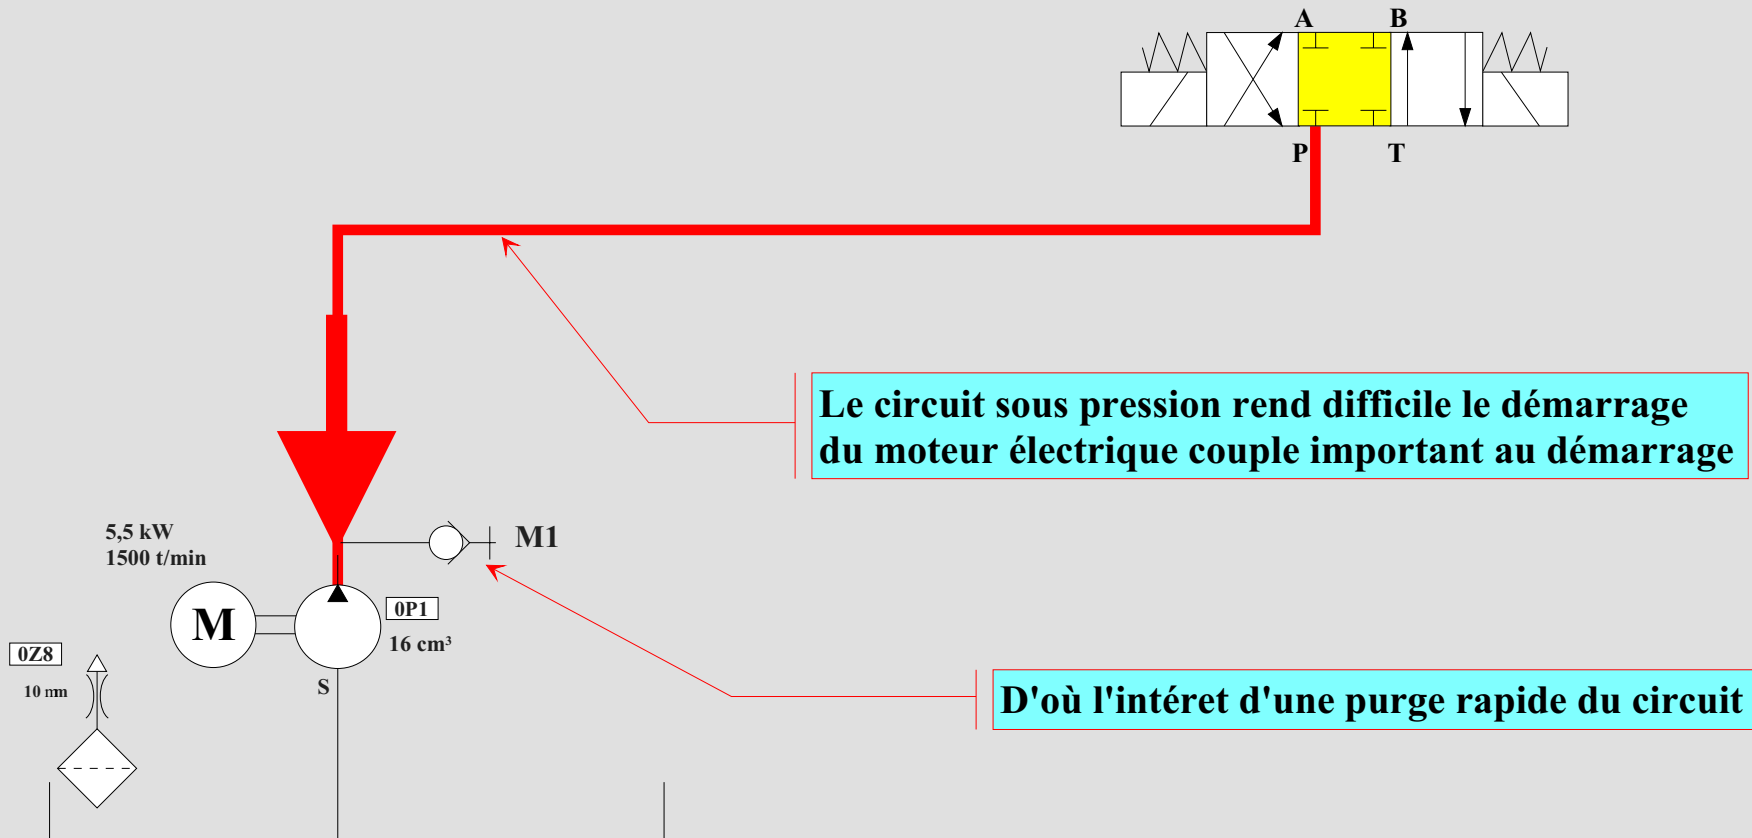 A B
P T
Le circuit sous pression rend difficile le démarrage
du moteur électrique couple important au démarrage
5,5 kW
1500 t/min
M1
M
0P1
16 cm³
0Z8
10 mm
S
D'où l'intéret d'une purge rapide du circuit